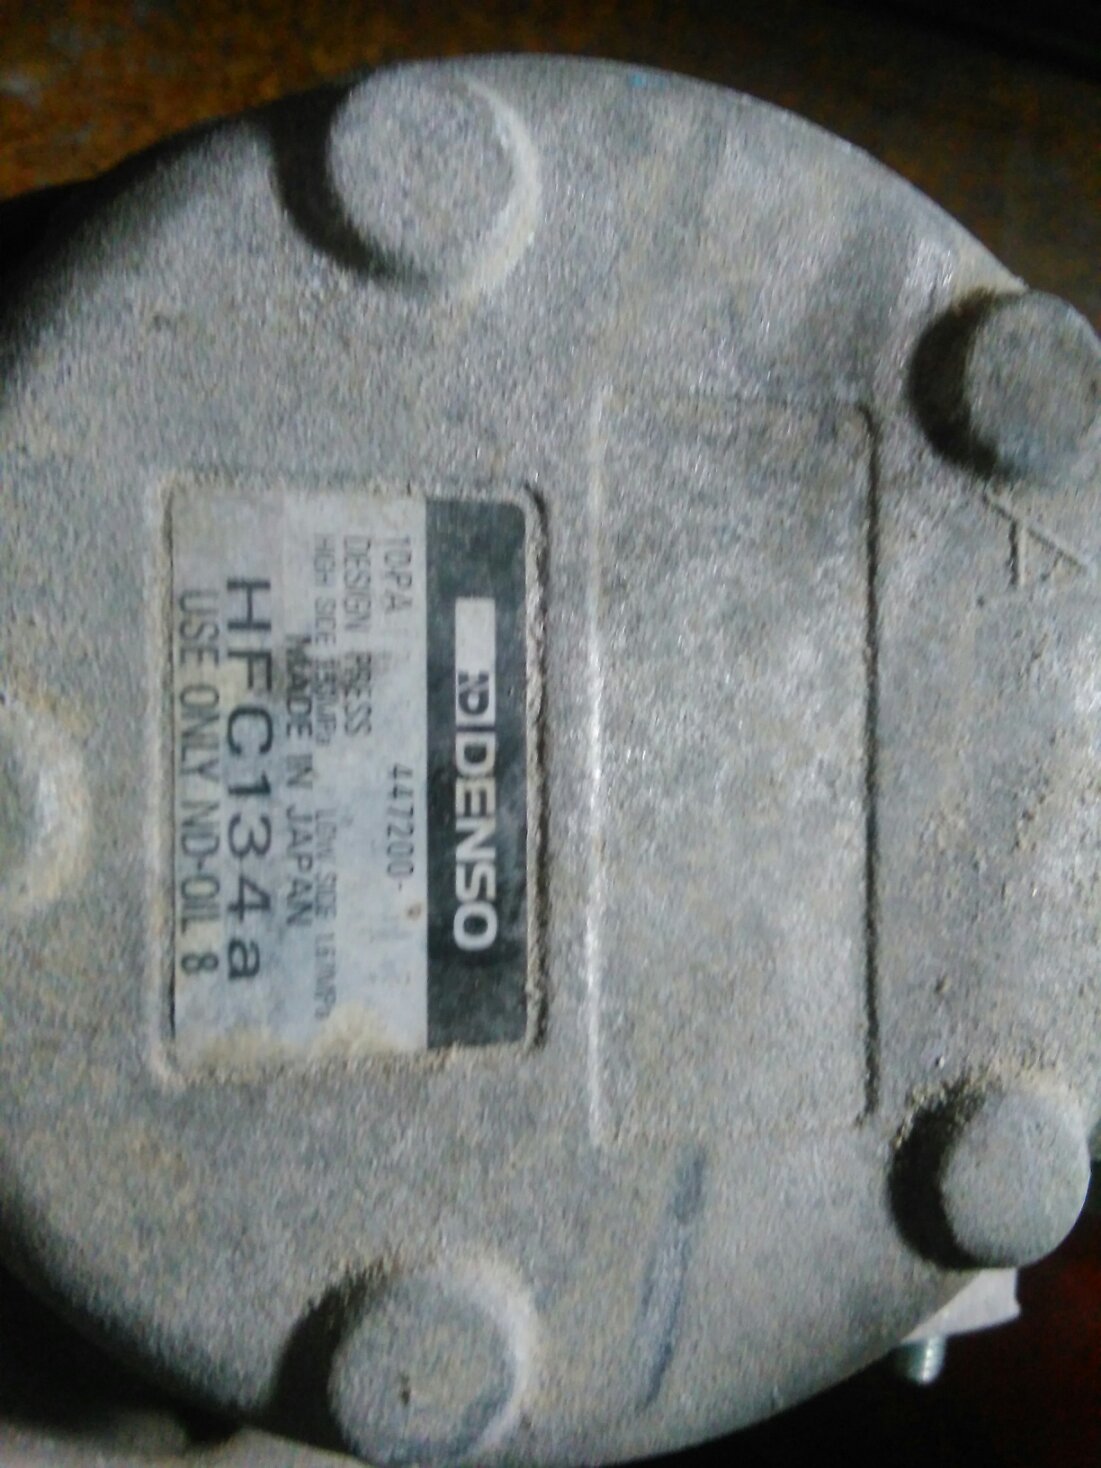 DENSO
10PA 447200-
DESIGN PRESS
HIGH SIDE LOW SIDE
MADE IN JAPAN
HFC134a
USE ONLY ND-OIL 8